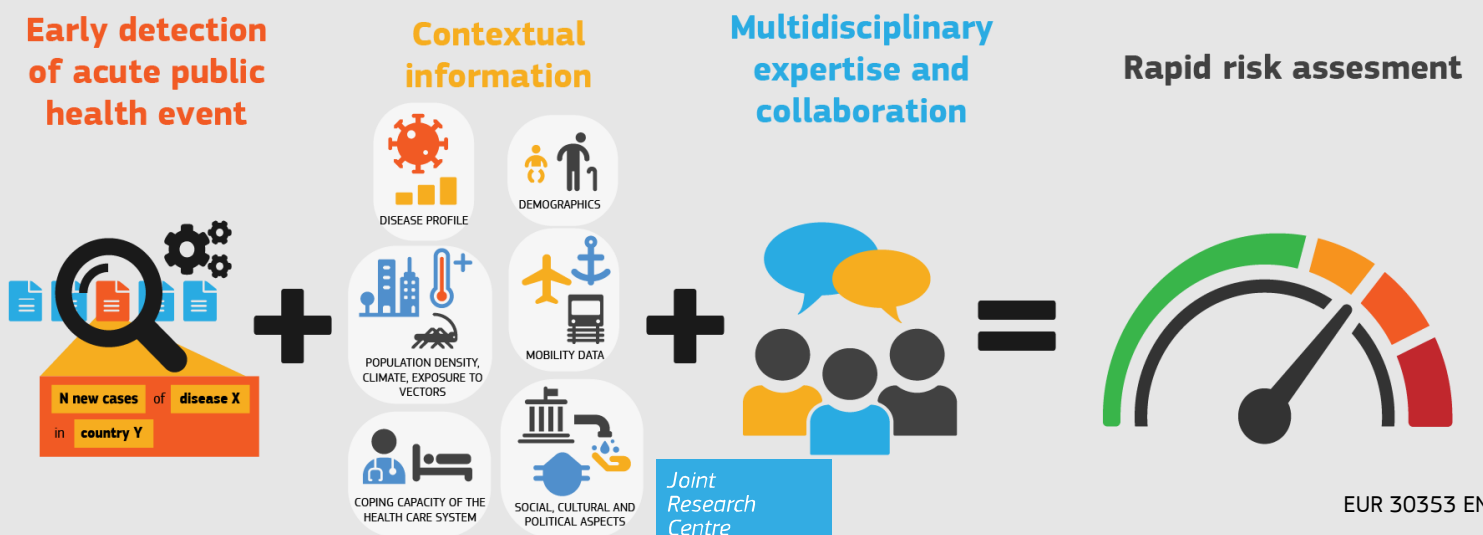 Early detection
of acute public
health event
Contextual
information
Multidisciplinary
expertise and
collaboration
Rapid risk assesment
N new cases of disease X
in country Y
DISEASE PROFILE
DEMOGRAPHICS
POPULATION DENSITY,
CLIMATE, EXPOSURE TO
VECTORS
MOBILITY DATA
COPING CAPACITY OF THE
HEALTH CARE SYSTEM
SOCIAL, CULTURAL AND
POLITICAL ASPECTS
Joint
Research
Centre
EUR 30353 EN